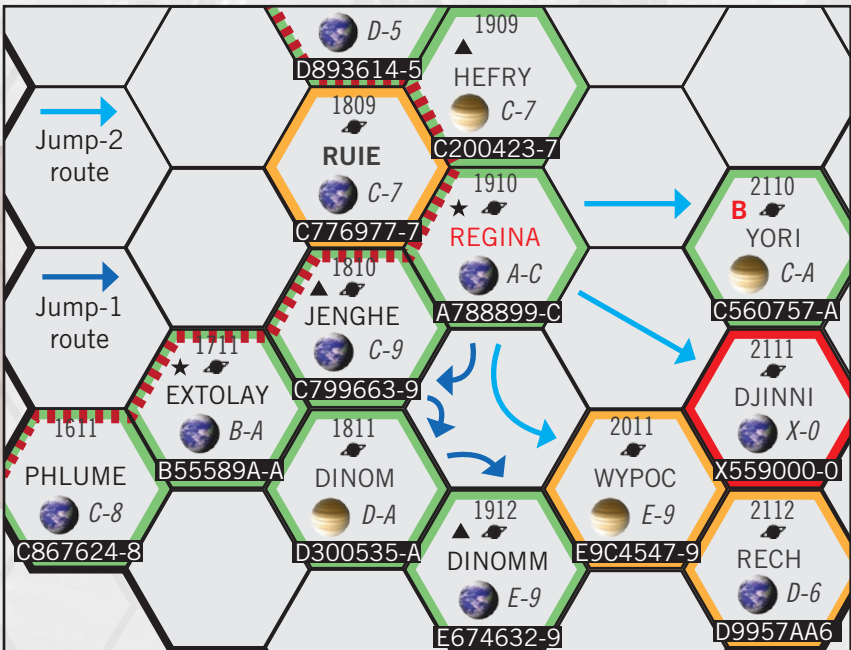 D-5
D893614-5
1909
HEFRY
C-7
C200423-7
Jump-2
route
1809
RUIE
C-7
C776977-7
1910
REGINA
A-C
A788899-C
2110
B
YORI
C-A
C560757-A
Jump-1
route
1810
JENGHE
C-9
C799663-9
1711
EXTOLAY
B-A
B55589A-A
2111
DJINNI
X-0
X559000-0
1611
PHLUME
C-8
C867624-8
1811
DINOM
D-A
D300535-A
2011
WYPOC
E-9
E9C4547-9
1912
DINOMM
E-9
E674632-9
2112
RECH
D-6
D9957AA6